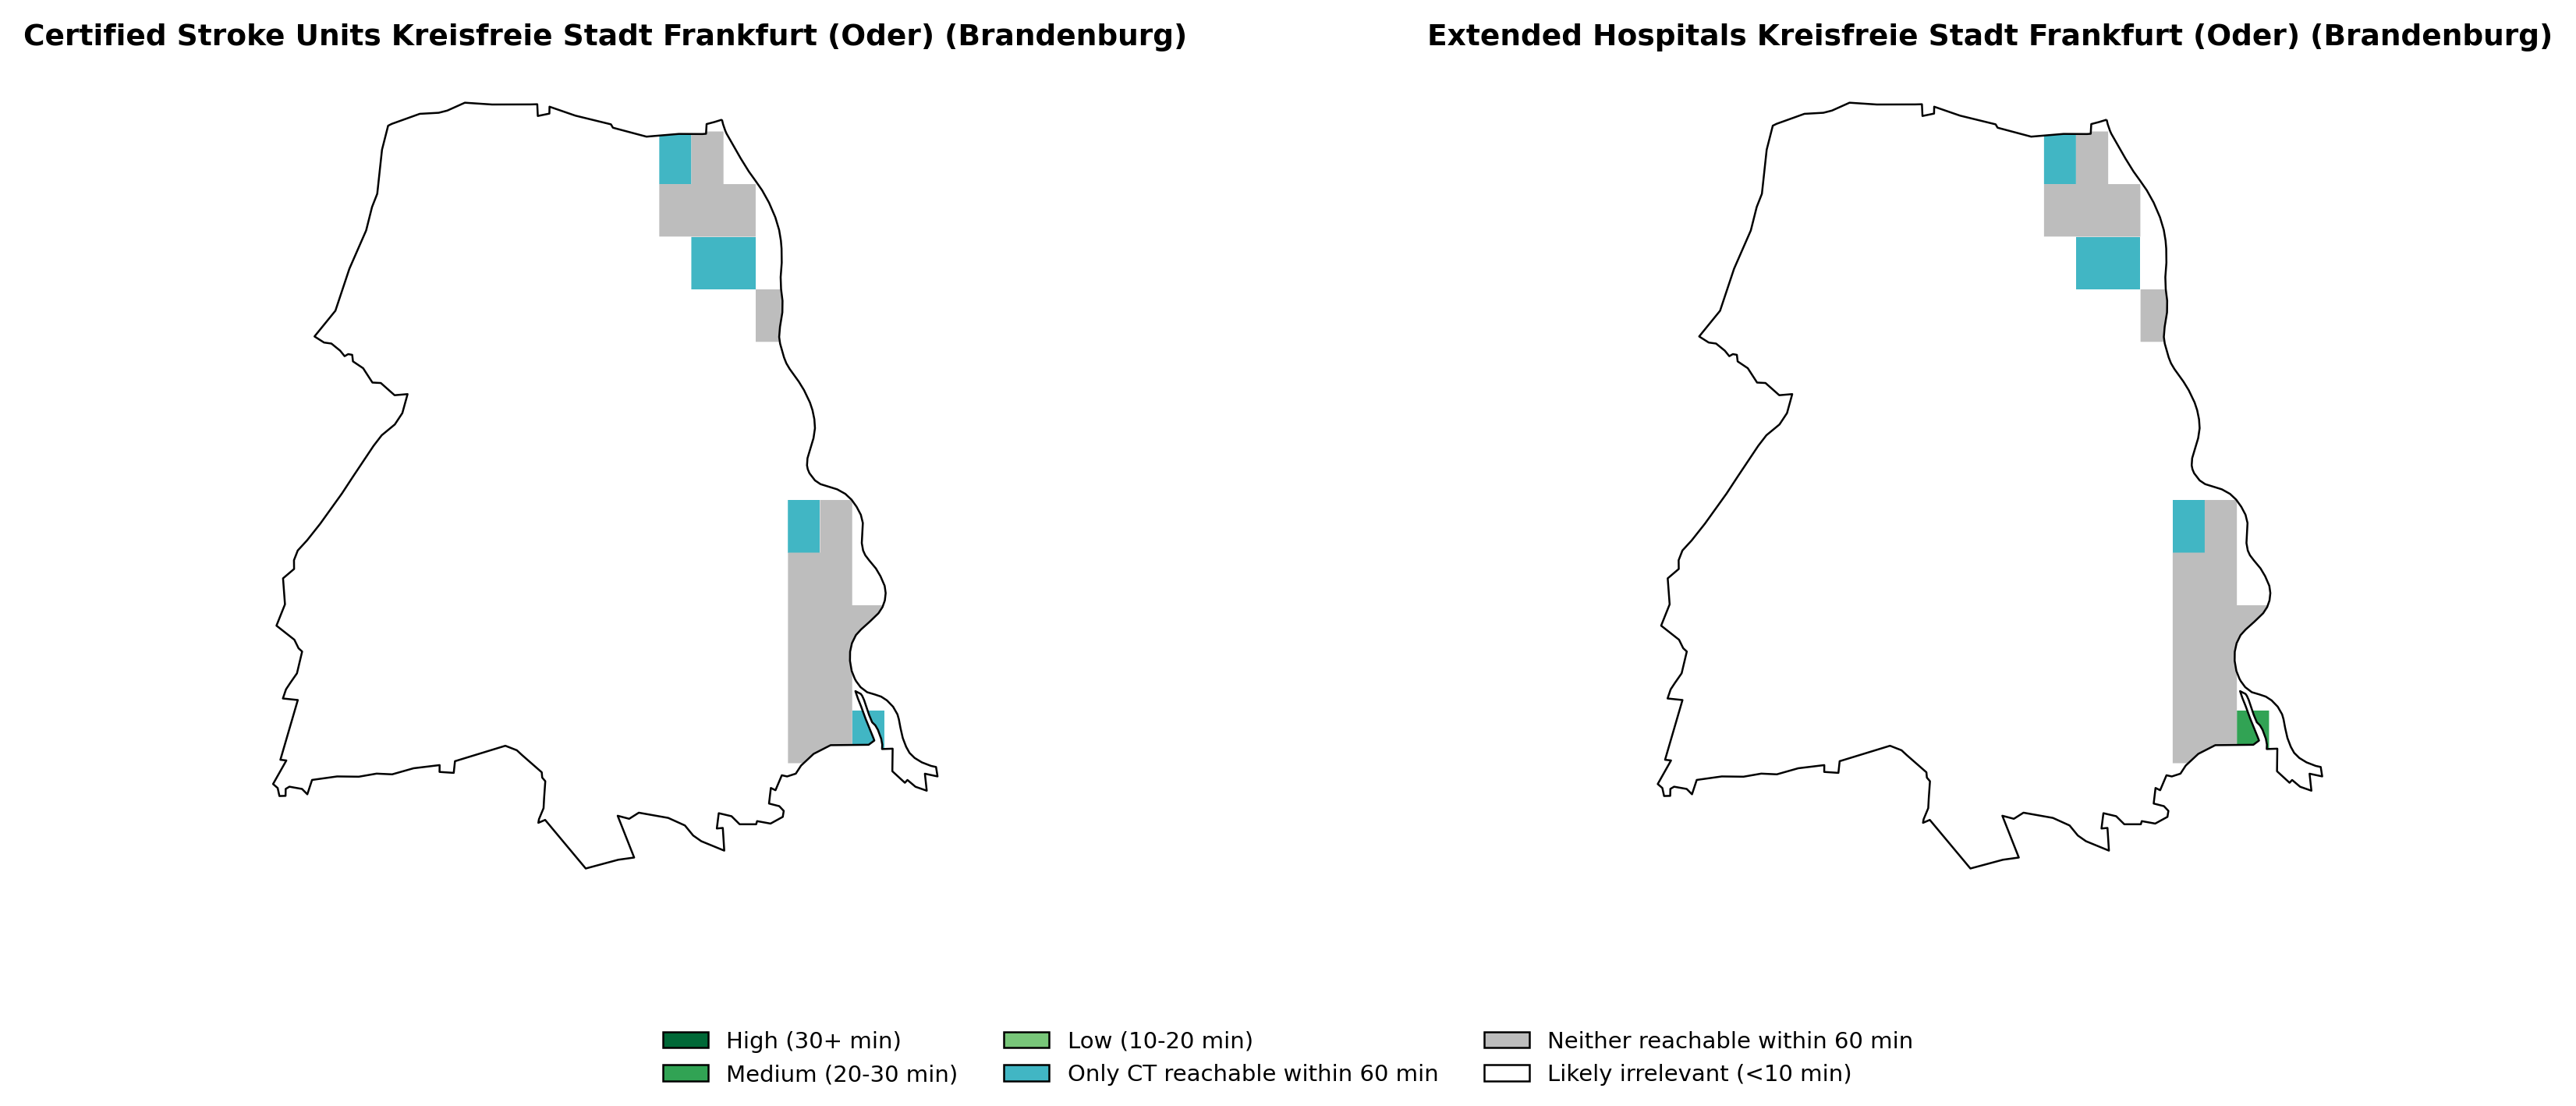 Certified Stroke Units Kreisfreie Stadt Frankfurt (Oder) (Brandenburg)
Extended Hospitals Kreisfreie Stadt Frankfurt (Oder) (Brandenburg)
High (30+ min)
Medium (20-30 min)
Low (10-20 min)
Only CT reachable within 60 min
Neither reachable within 60 min
Likely irrelevant (<10 min)